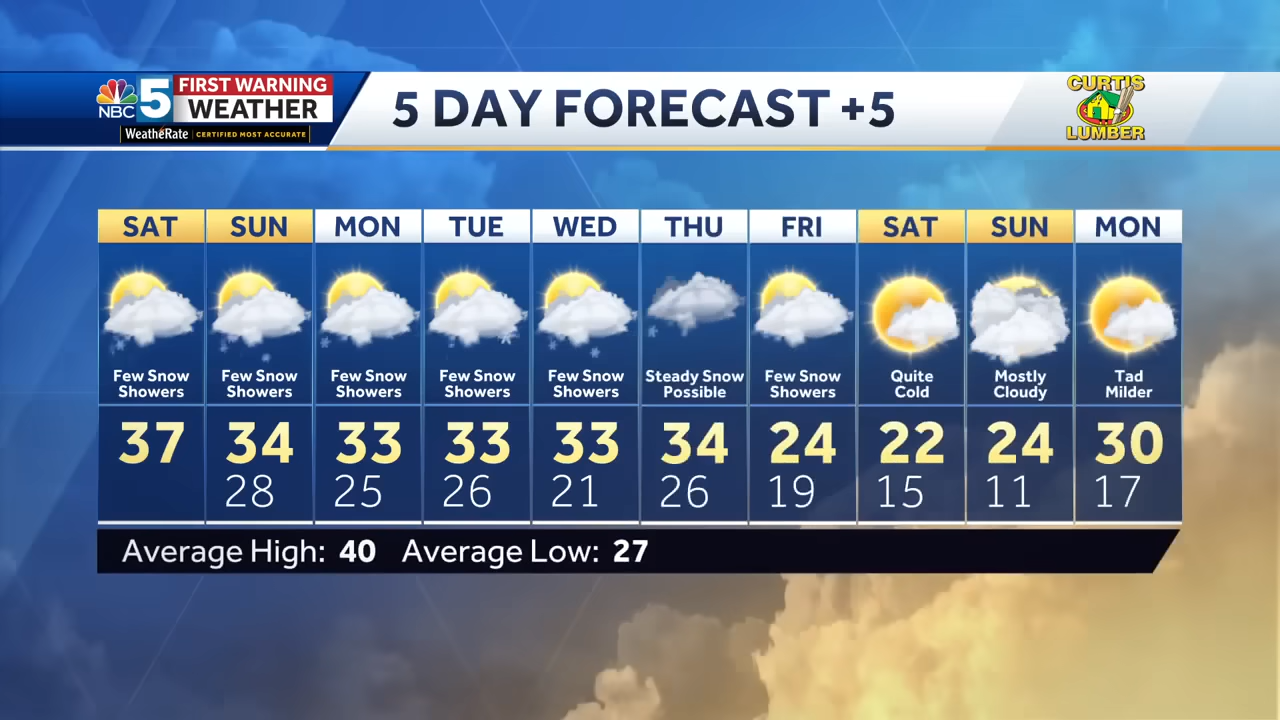 NBC 5 FIRST WARNING WEATHER
WeatheRate | CERTIFIED MOST ACCURATE
5 DAY FORECAST +5
CURTIS
LUMBER
SAT SUN MON TUE WED THU FRI SAT SUN MON
Few Snow Few Snow Few Snow Few Snow Few Snow Steady Snow Few Snow Quite Mostly Tad
Showers Showers Showers Showers Showers Possible Showers Cold Cloudy Milder
37 34 33 33 33 34 24 22 24 30
28 25 26 21 26 19 15 11 17
Average High: 40 Average Low: 27